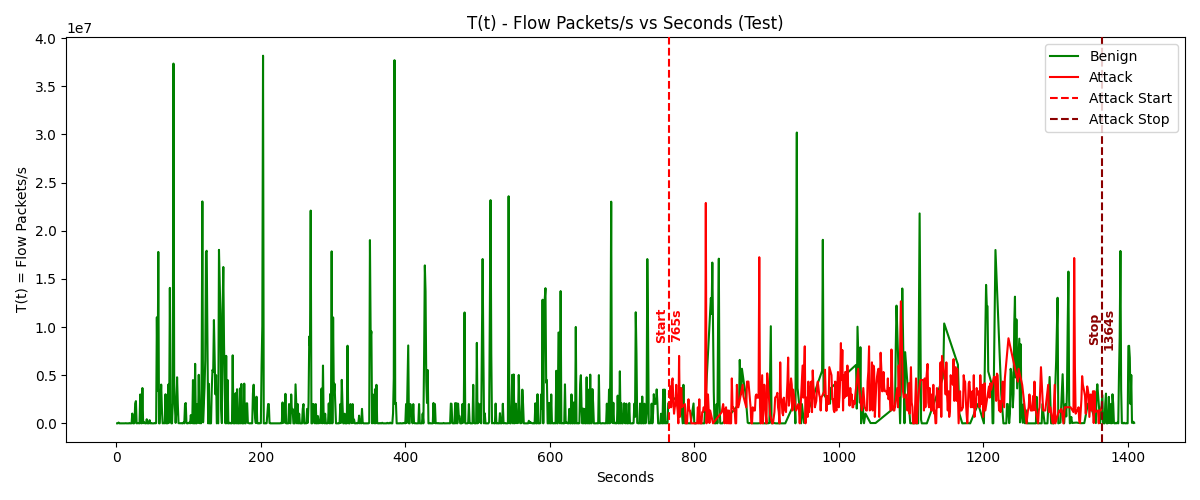 T(t) - Flow Packets/s vs Seconds (Test)
1e7
T(t) = Flow Packets/s
4.0
3.5
3.0
2.5
2.0
1.5
1.0
0.5
0.0
Benign
Attack
Attack Start
Attack Stop
Start
765s
Stop
1364s
0
200
400
600
800
1000
1200
1400
Seconds